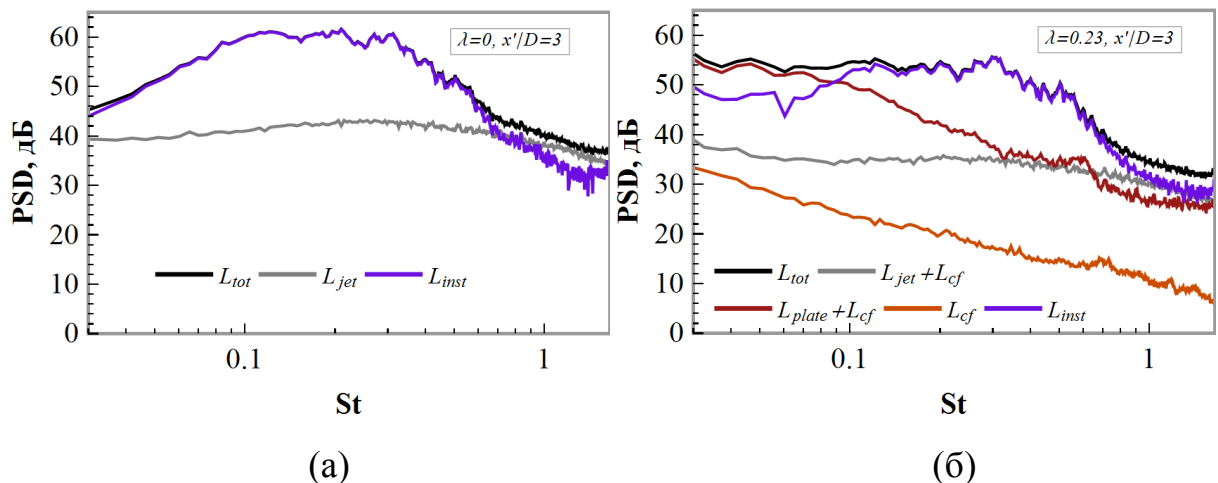 λ=0, x'/D=3
60
50
40
30
20
10
0
PSD, дБ
L_tot L_jet L_inst
0.1 1
St
(а)
λ=0.23, x'/D=3
60
50
40
30
20
10
0
PSD, дБ
L_tot L_jet+L_cf
L_plate+L_cf L_cf L_inst
0.1 1
St
(б)